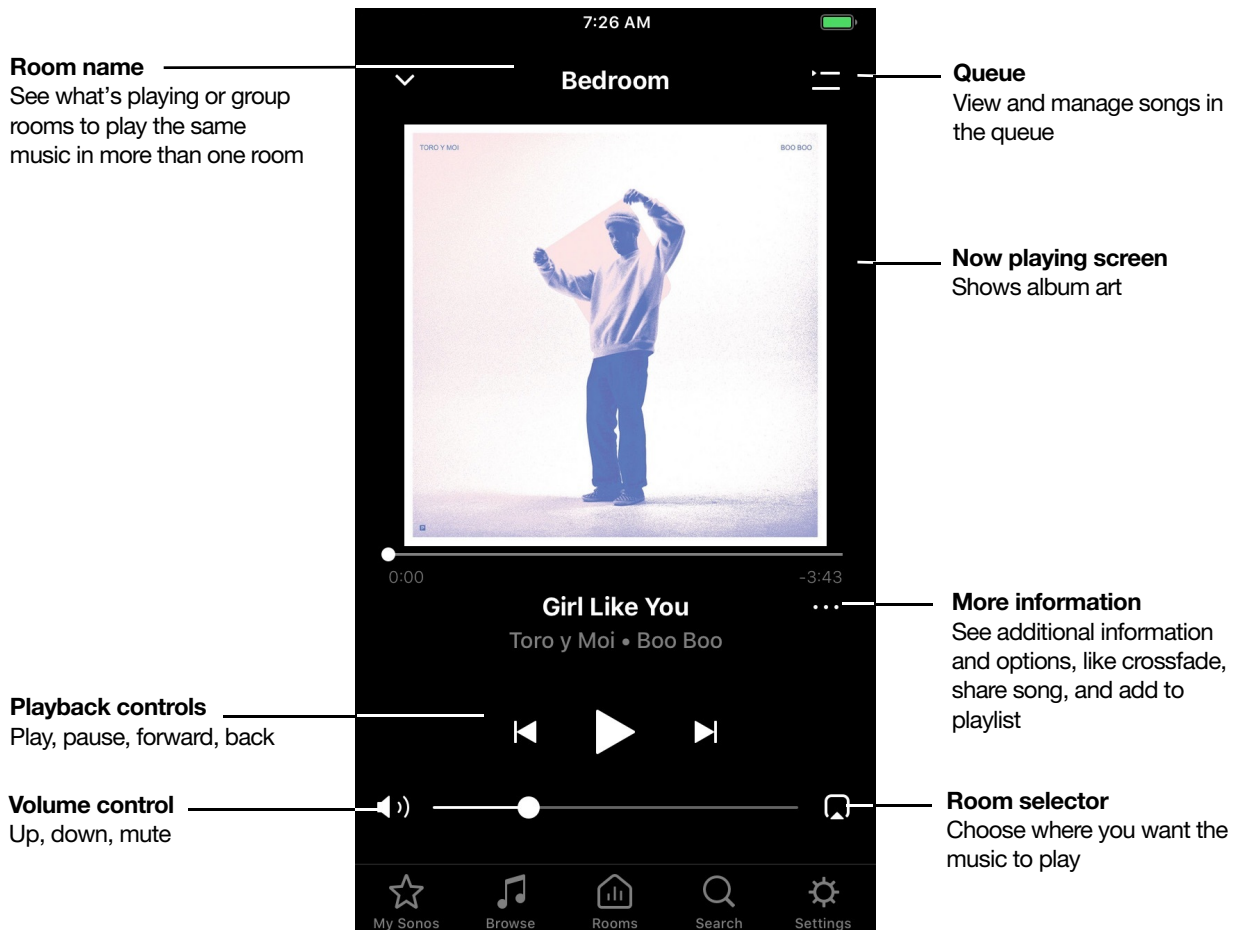 7:26 AM
Room name
See what's playing or group
rooms to play the same
music in more than one room
Bedroom
Queue
View and manage songs in
the queue
TORO Y MOI
BOO BOO
Now playing screen
Shows album art
0:00
-3:43
Girl Like You
Toro y Moi • Boo Boo
More information
See additional information
and options, like crossfade,
share song, and add to
playlist
Playback controls
Play, pause, forward, back
Volume control
Up, down, mute
Room selector
Choose where you want the
music to play
My Sonos
Browse
Rooms
Search
Settings